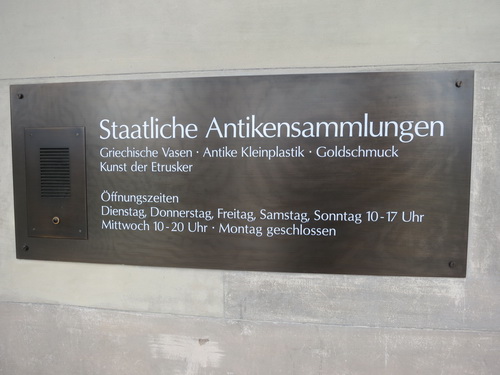 Staatliche Antikensammlungen
Griechische Vasen · Antike Kleinplastik · Goldschmuck
Kunst der Etrusker
Öffnungszeiten
Dienstag, Donnerstag, Freitag, Samstag, Sonntag 10-17 Uhr
Mittwoch 10-20 Uhr · Montag geschlossen